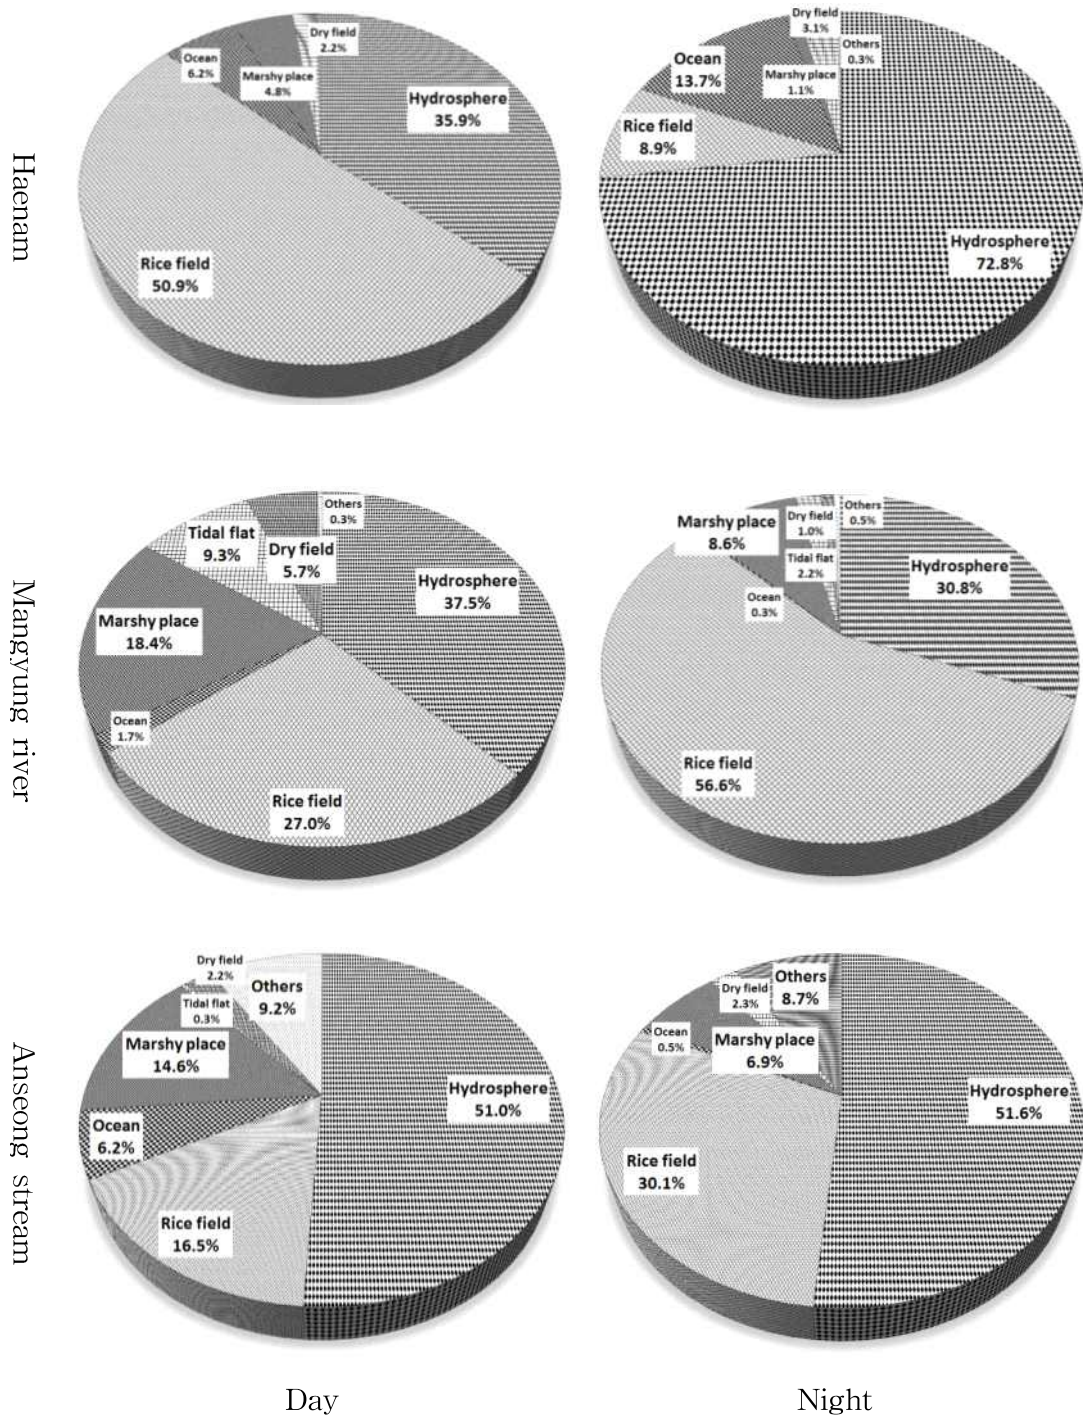 Haenam
Dry field
2.2%
Ocean
6.2%
Marshy place
4.8%
Hydrosphere
35.9%
Rice field
50.9%
Dry field
3.1%
Others
0.3%
Ocean
13.7%
Marshy place
1.1%
Rice field
8.9%
Hydrosphere
72.8%
Mangyung river
Others
0.3%
Tidal flat
9.3%
Dry field
5.7%
Hydrosphere
37.5%
Marshy place
18.4%
Ocean
1.7%
Rice field
27.0%
Others
0.5%
Marshy place
8.6%
Dry field
1.0%
Tidal flat
2.2%
Hydrosphere
30.8%
Ocean
0.3%
Rice field
56.6%
Anseong stream
Dry field
2.2%
Others
9.2%
Tidal flat
0.3%
Marshy place
14.6%
Hydrosphere
51.0%
Ocean
6.2%
Rice field
16.5%
Others
8.7%
Dry field
2.3%
Ocean
0.5%
Marshy place
6.9%
Hydrosphere
51.6%
Rice field
30.1%
Day
Night